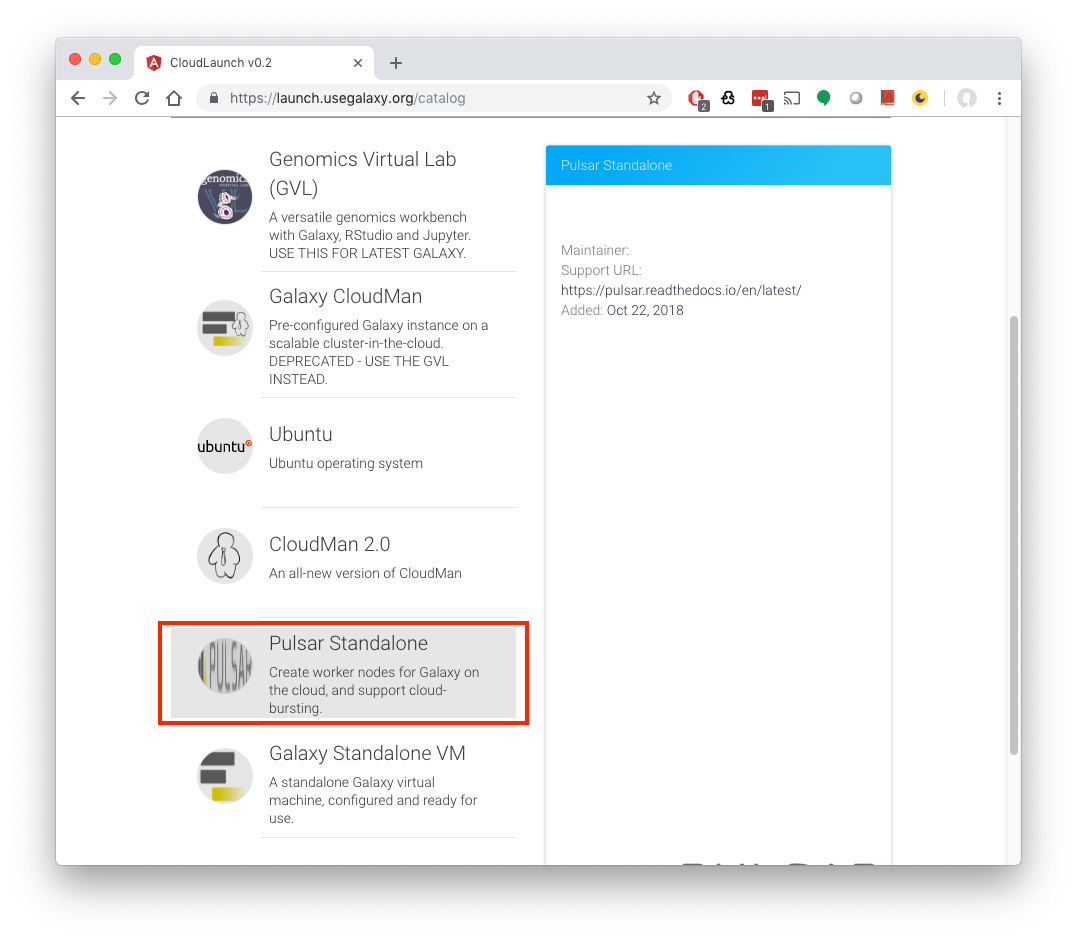 CloudLaunch v0.2
https://launch.usegalaxy.org/catalog
2
1
genomics
VIRTUAL LAB
Genomics Virtual Lab
(GVL)
A versatile genomics workbench
with Galaxy, RStudio and Jupyter.
USE THIS FOR LATEST GALAXY.
Galaxy CloudMan
Pre-configured Galaxy instance on a
scalable cluster-in-the-cloud.
DEPRECATED - USE THE GVL
INSTEAD.
ubuntu
Ubuntu
Ubuntu operating system
CloudMan 2.0
An all-new version of CloudMan
PULSAR
Pulsar Standalone
Create worker nodes for Galaxy on
the cloud, and support cloud-
bursting.
Galaxy Standalone VM
A standalone Galaxy virtual
machine, configured and ready for
use.
Pulsar Standalone
Maintainer:
Support URL:
https://pulsar.readthedocs.io/en/latest/
Added: Oct 22, 2018